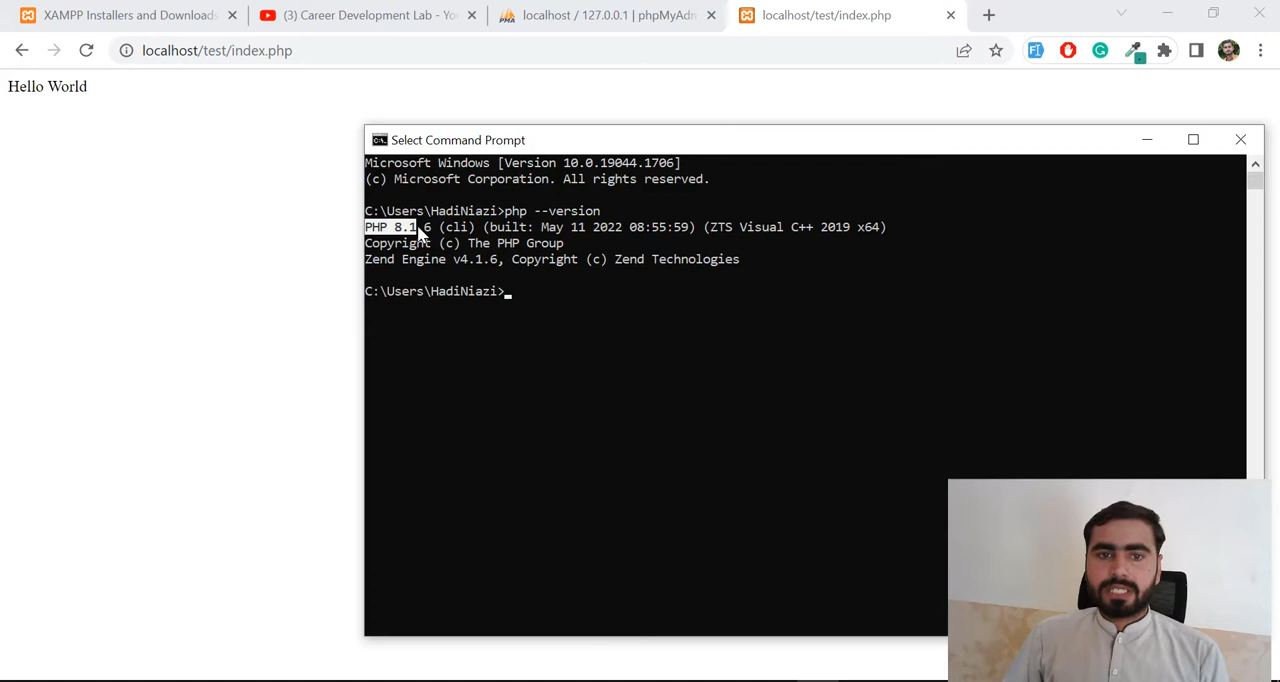 XAMPP Installers and Downloads
(3) Career Development Lab - Yo
localhost / 127.0.0.1 | phpMyAdm
localhost/test/index.php
localhost/test/index.php
Hello World
Select Command Prompt
Microsoft Windows [Version 10.0.19044.1706]
(c) Microsoft Corporation. All rights reserved.
C:\Users\HadiNiazi>php --version
PHP 8.1.6 (cli) (built: May 11 2022 08:55:59) (ZTS Visual C++ 2019 x64)
Copyright (c) The PHP Group
Zend Engine v4.1.6, Copyright (c) Zend Technologies
C:\Users\HadiNiazi>